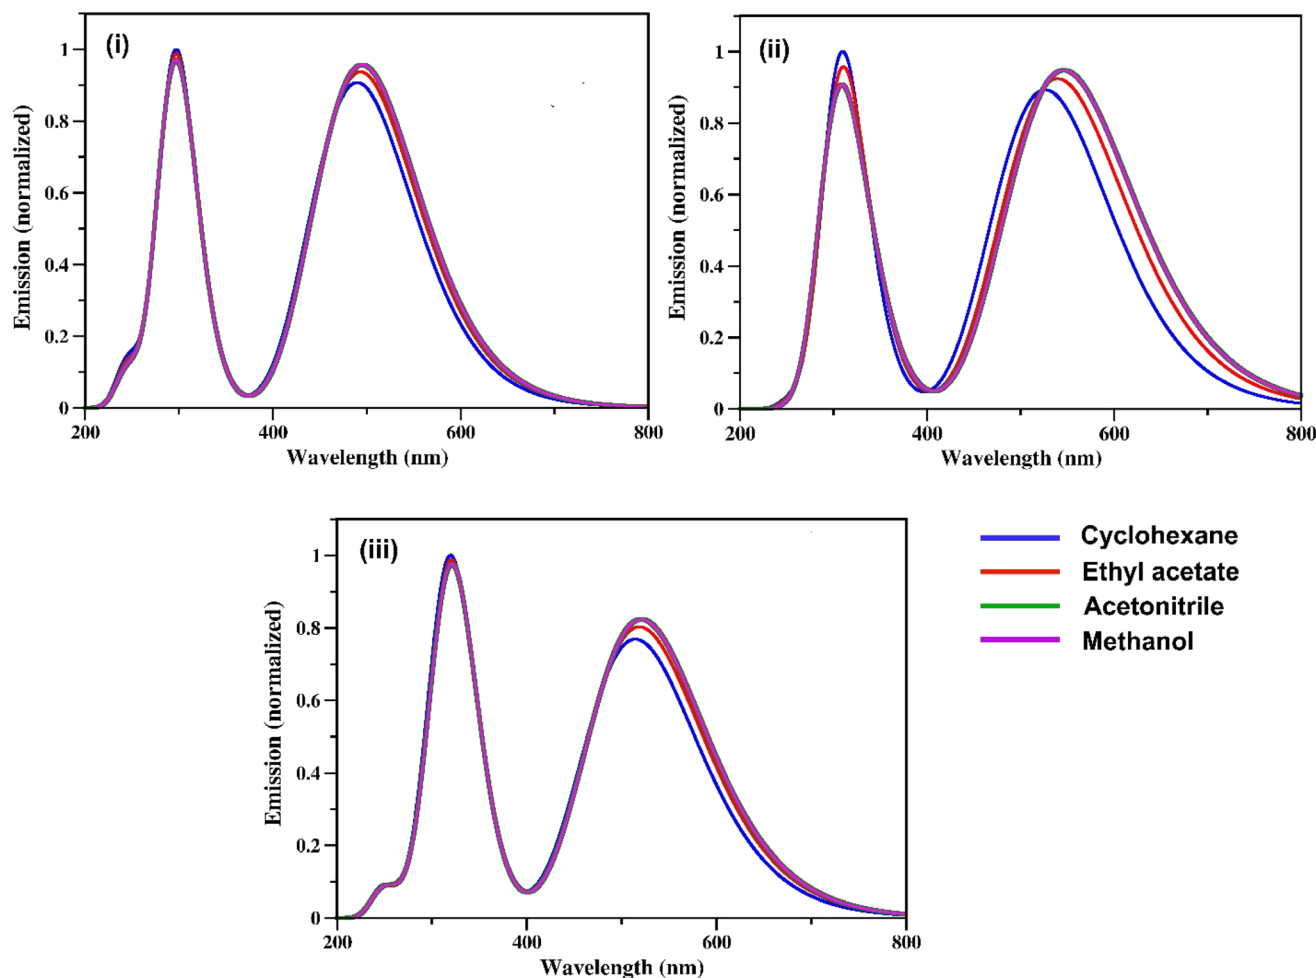 (i)
Emission (normalized)
1
0.8
0.6
0.4
0.2
0
200
400
600
800
Wavelength (nm)
(ii)
Emission (normalized)
1
0.8
0.6
0.4
0.2
0
200
400
600
800
Wavelength (nm)
(iii)
Emission (normalized)
1
0.8
0.6
0.4
0.2
0
200
400
600
800
Wavelength (nm)
Cyclohexane
Ethyl acetate
Acetonitrile
Methanol